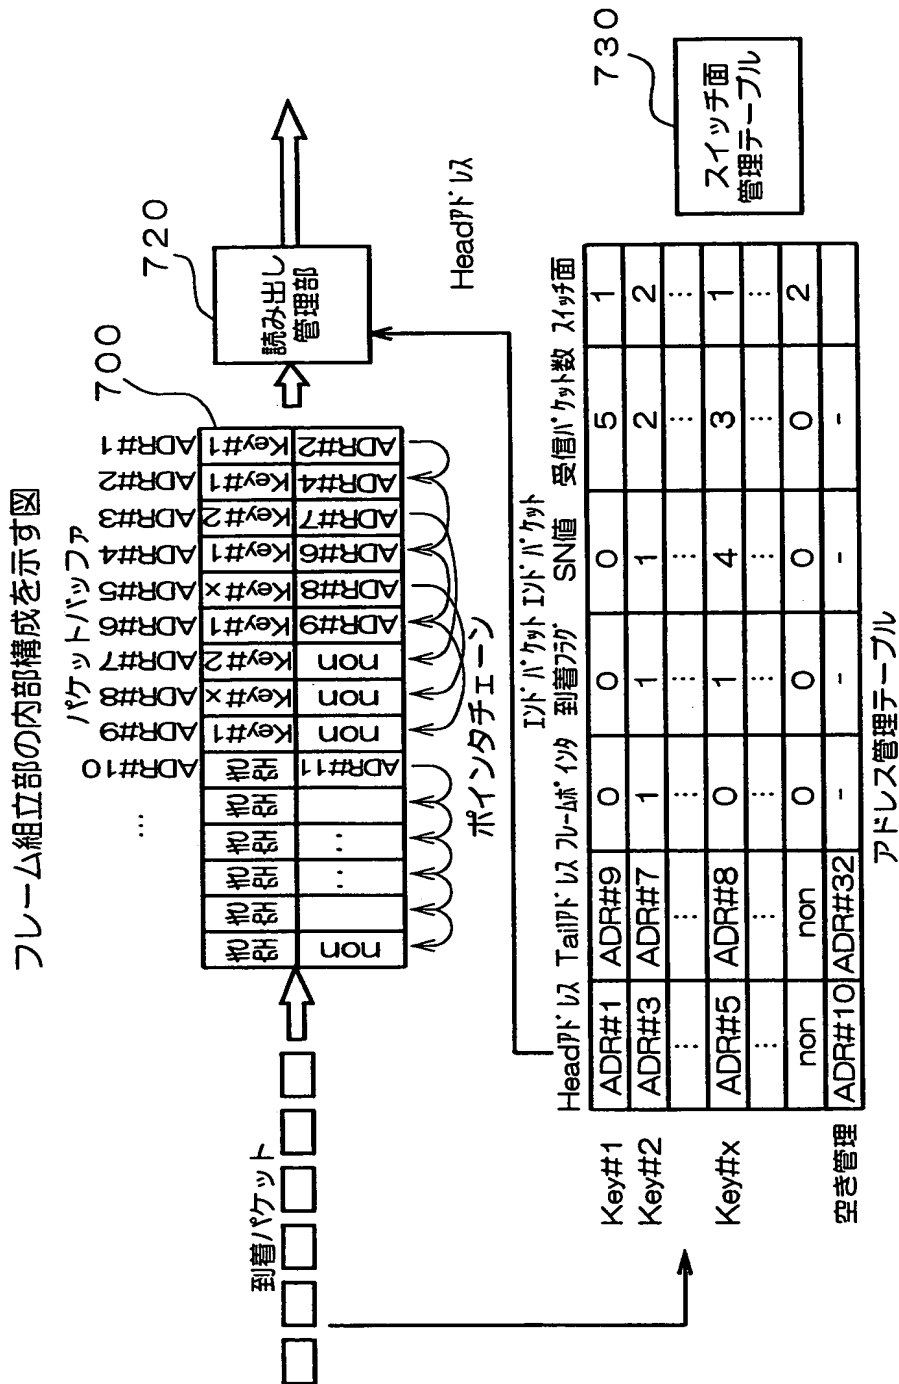 フレーム組立部の内部構成を示す図
パケットバッファ
… ADR#10 ADR#9 ADR#8 ADR#7 ADR#6 ADR#5 ADR#4 ADR#3 ADR#2 ADR#1
700
720
到着パケット
空き 空き 空き 空き 空き 空き Key#1 Key#x Key#2 Key#1 Key#x Key#1 Key#2 Key#1 Key#1
non : : ADR#11 non non non ADR#9 ADR#8 ADR#6 ADR#7 ADR#4 ADR#2
読み出し
管理部
ポインタチェーン
Headアドレス
エンドパケット エンドパケット
Headアドレス Tailアドレス フレームポインタ 到着フラグ SN値 受信パケット数 スイッチ面
Key#1 ADR#1 ADR#9 0 0 0 5 1
Key#2 ADR#3 ADR#7 1 1 1 2 2
… … … … … … …
Key#x ADR#5 ADR#8 0 1 4 3 1
… … … … … … …
non non 0 0 0 0 2
空き管理 ADR#10 ADR#32 - - - -
アドレス管理テーブル
730
スイッチ面
管理テーブル